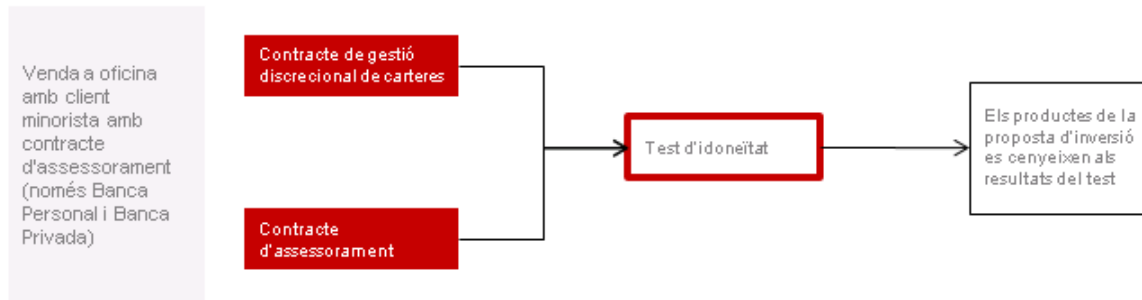 Venda a oficina
amb client
minorista amb
contracte
d'assessorament
(només Banca
Personal i Banca
Privada)
Contracte de gestió
discrecional de carteres
Contracte
d'assessorament
Test d'idoneïtat
Els productes de la
proposta d'inversió
es cenyeixen als
resultats del test